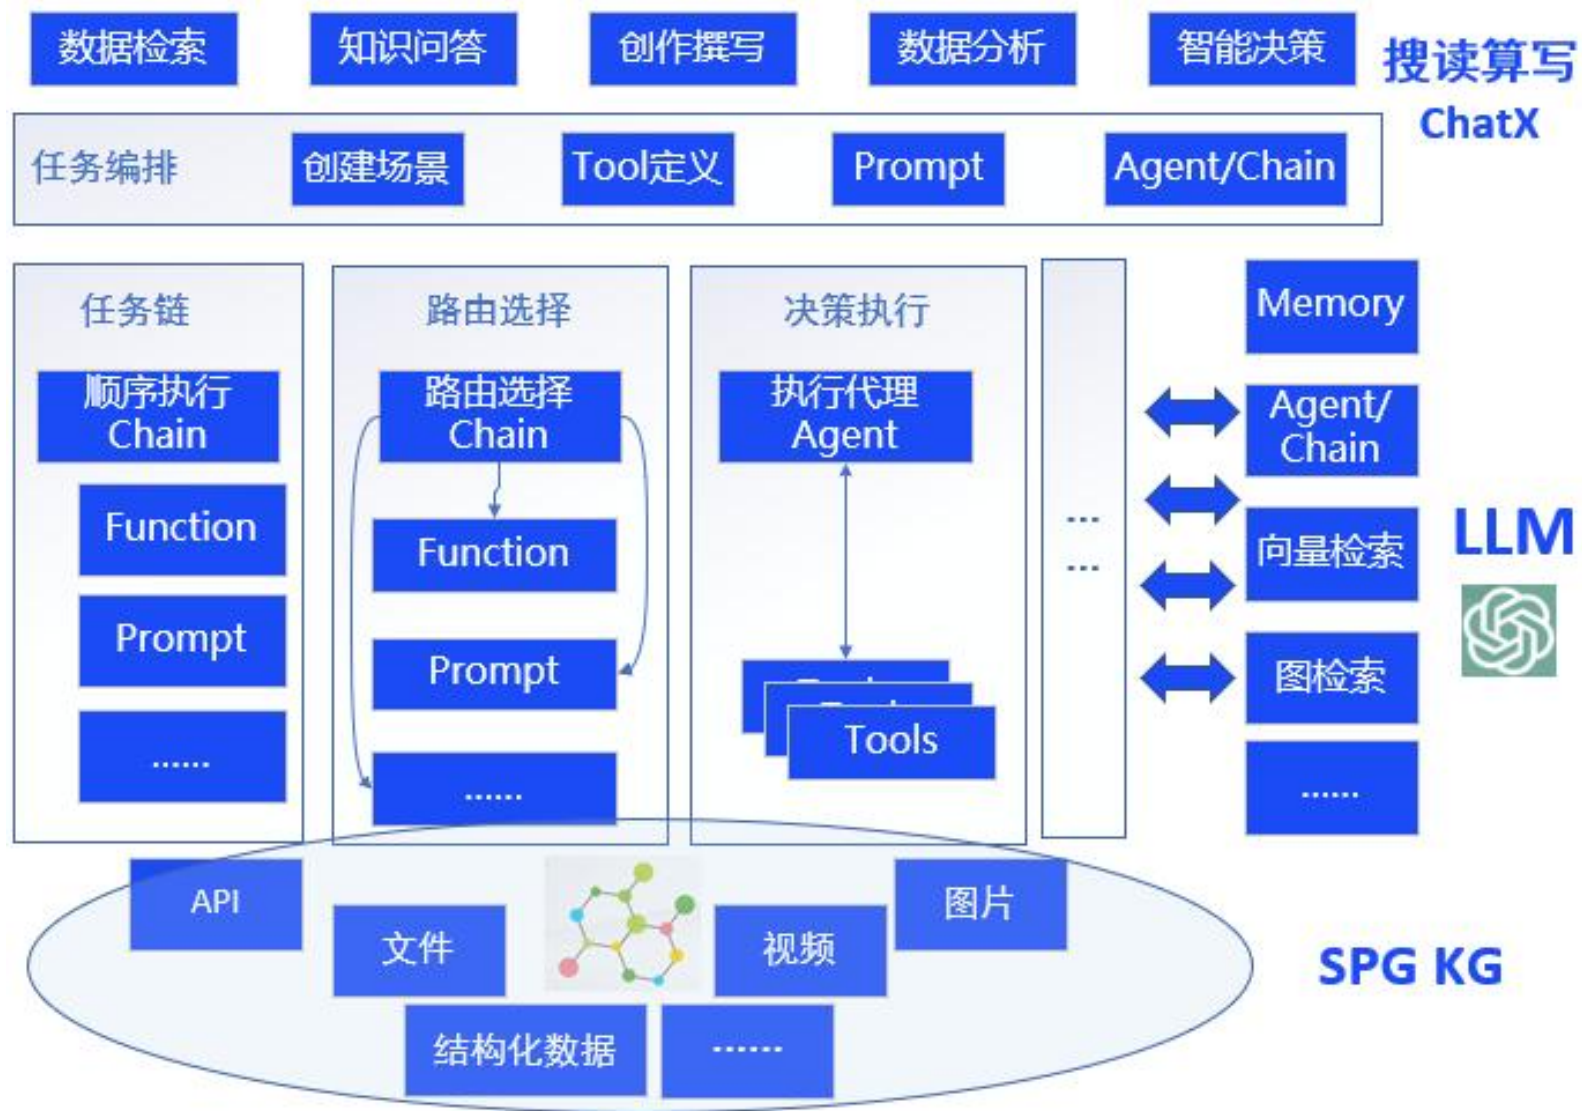 数据检索
知识问答
创作撰写
数据分析
智能决策
搜读算写
ChatX
任务编排
创建场景
Tool定义
Prompt
Agent/Chain
任务链
顺序执行
Chain
Function
Prompt
......
路由选择
路由选择
Chain
Function
Prompt
......
决策执行
执行代理
Agent
Tools
...
...
Memory
Agent/
Chain
向量检索
图检索
......
LLM
API
文件
视频
图片
结构化数据
......
SPG KG